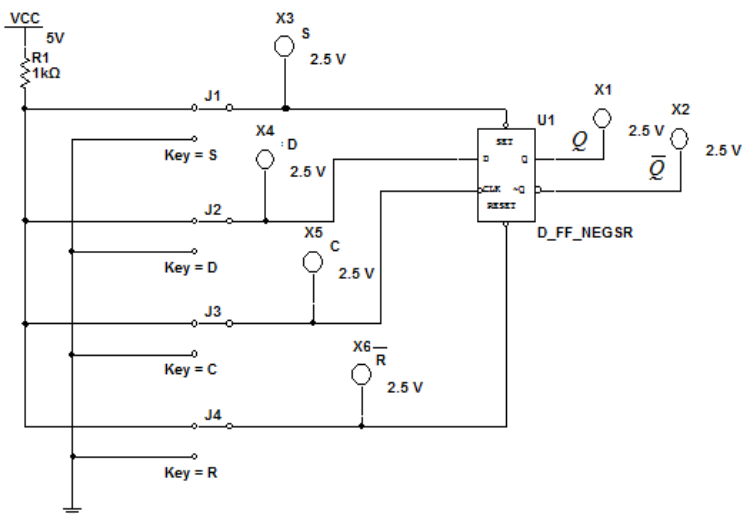 VCC
5V
R1
1kΩ
X3
S
2.5 V
J1
Key = S
X4
:D
2.5 V
J2
Key = D
X5
C
2.5 V
J3
Key = C
X6
R̅
2.5 V
J4
Key = R
U1
SET
D Q
CLK ~Q
RESET
D_FF_NEGSR
X1
Q
2.5 V
X2
Q̅
2.5 V